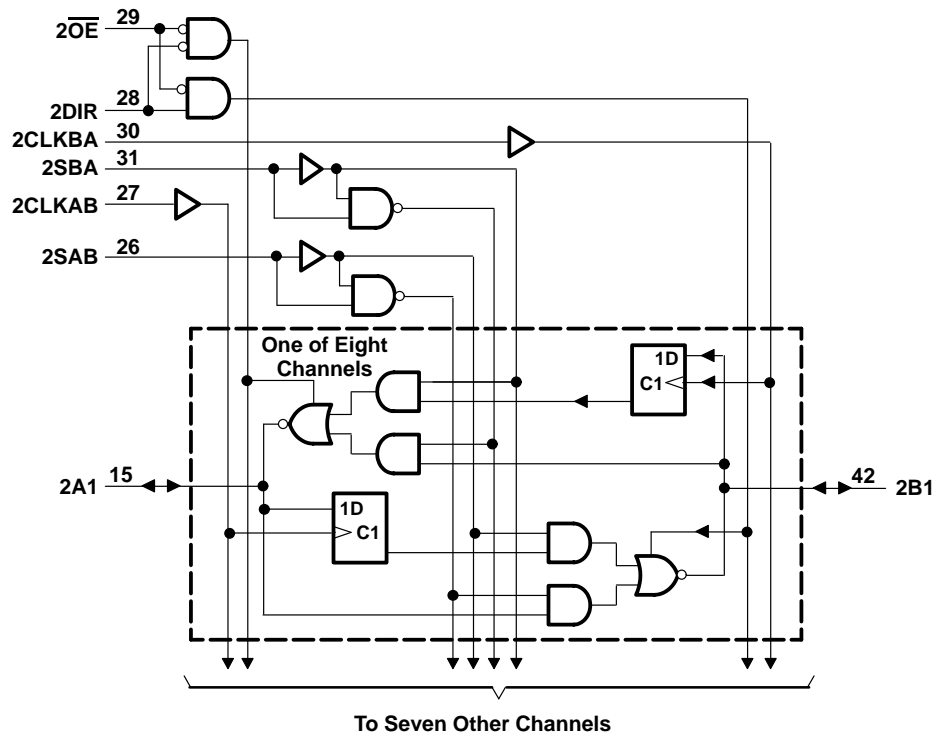 2OE 29
2DIR 28
2CLKBA 30
2SBA 31
2CLKAB 27
2SAB 26
One of Eight
Channels
1D
C1
2A1 15
42 2B1
1D
C1
To Seven Other Channels